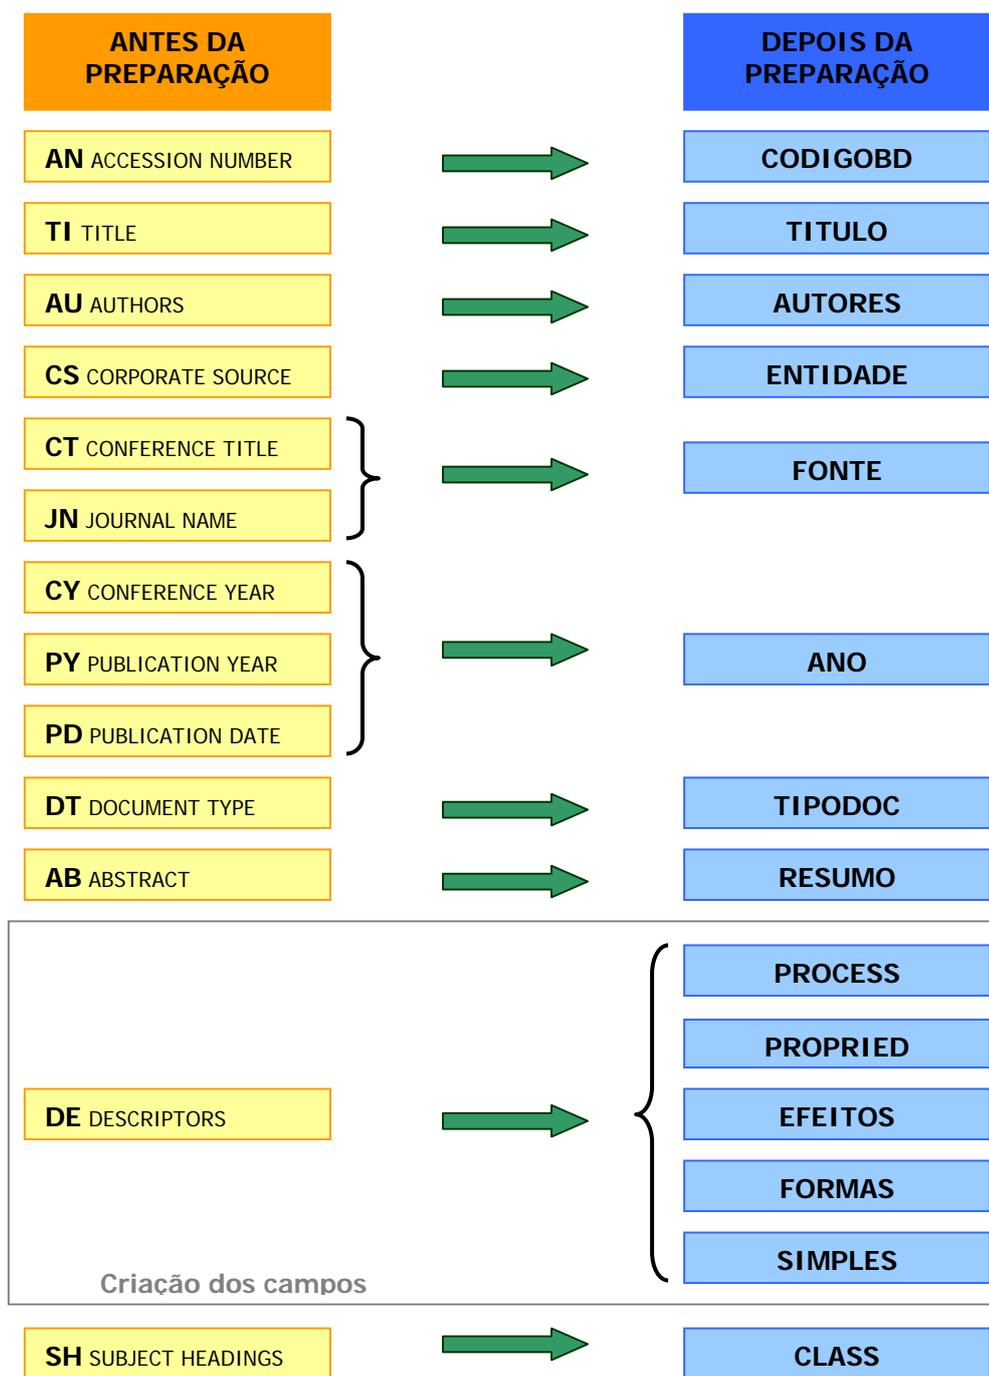 ANTES DA
PREPARAÇÃO
DEPOIS DA
PREPARAÇÃO
AN ACCESSION NUMBER
CODIGOBD
TI TITLE
TITULO
AU AUTHORS
AUTORES
CS CORPORATE SOURCE
ENTIDADE
CT CONFERENCE TITLE
JN JOURNAL NAME
FONTE
CY CONFERENCE YEAR
PY PUBLICATION YEAR
PD PUBLICATION DATE
ANO
DT DOCUMENT TYPE
TIPODOC
AB ABSTRACT
RESUMO
DE DESCRIPTORS
PROCESS
PROPRIED
EFEITOS
FORMAS
SIMPLES
Criação dos campos
SH SUBJECT HEADINGS
CLASS